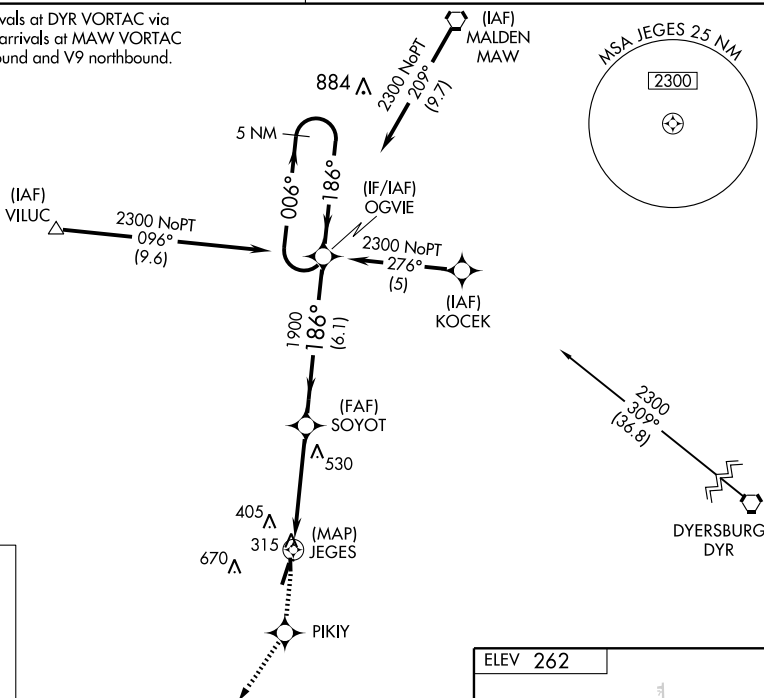 vals at DYR VORTAC via
arrivals at MAW VORTAC
ound and V9 northbound.
(IAF)
MALDEN
MAW
2300 NoPT
209°
(9.7)
MSA JEGES 25 NM
2300
884
5 NM
006°
186°
(IF/IAF)
OGVIE
(IAF)
VILUC
2300 NoPT
096°
(9.6)
2300 NoPT
276°
(5)
(IAF)
KOCEK
1900
186°
(6.1)
2300
309°
(36.8)
(FAF)
SOYOT
530
DYERSBURG
DYR
405
315
(MAP)
JEGES
670
PIKIY
ELEV 262